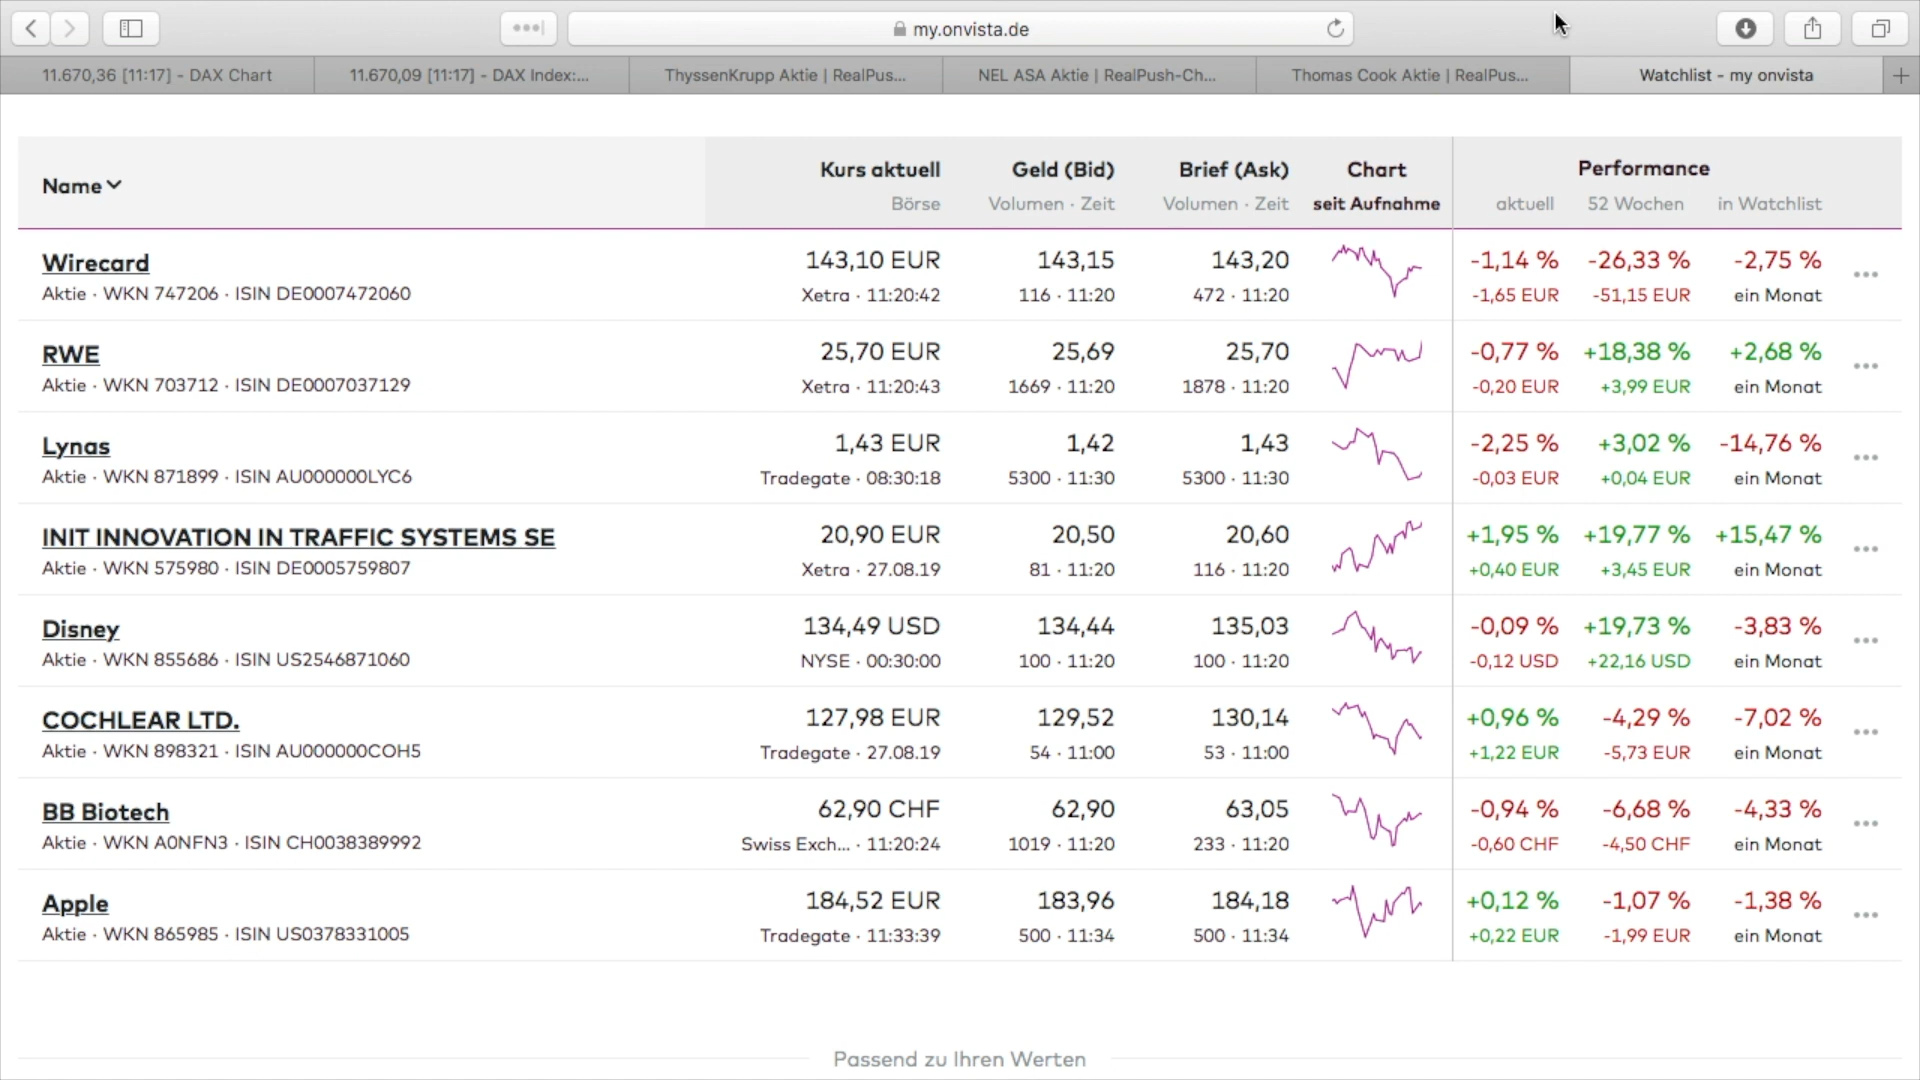 my.onvista.de
11.670,36 [11:17] - DAX Chart
11.670,09 [11:17] - DAX Index:...
ThyssenKrupp Aktie | RealPus...
NEL ASA Aktie | RealPush-Ch...
Thomas Cook Aktie | RealPus...
Watchlist - my onvista
Name
Kurs aktuell
Börse
Geld (Bid)
Volumen · Zeit
Brief (Ask)
Volumen · Zeit
Chart
seit Aufnahme
Performance
aktuell 52 Wochen in Watchlist
Wirecard 143,10 EUR 143,15 143,20 -1,14 % -26,33 % -2,75 %
Aktie · WKN 747206 · ISIN DE0007472060 Xetra · 11:20:42 116 · 11:20 472 · 11:20 -1,65 EUR -51,15 EUR ein Monat
RWE 25,70 EUR 25,69 25,70 -0,77 % +18,38 % +2,68 %
Aktie · WKN 703712 · ISIN DE0007037129 Xetra · 11:20:43 1669 · 11:20 1878 · 11:20 -0,20 EUR +3,99 EUR ein Monat
Lynas 1,43 EUR 1,42 1,43 -2,25 % +3,02 % -14,76 %
Aktie · WKN 871899 · ISIN AU000000LYC6 Tradegate · 08:30:18 5300 · 11:30 5300 · 11:30 -0,03 EUR +0,04 EUR ein Monat
INIT INNOVATION IN TRAFFIC SYSTEMS SE 20,90 EUR 20,50 20,60 +1,95 % +19,77 % +15,47 %
Aktie · WKN 575980 · ISIN DE0005759807 Xetra · 27.08.19 81 · 11:20 116 · 11:20 +0,40 EUR +3,45 EUR ein Monat
Disney 134,49 USD 134,44 135,03 -0,09 % +19,73 % -3,83 %
Aktie · WKN 855686 · ISIN US2546871060 NYSE · 00:30:00 100 · 11:20 100 · 11:20 -0,12 USD +22,16 USD ein Monat
COCHLEAR LTD. 127,98 EUR 129,52 130,14 +0,96 % -4,29 % -7,02 %
Aktie · WKN 898321 · ISIN AU000000COH5 Tradegate · 27.08.19 54 · 11:00 53 · 11:00 +1,22 EUR -5,73 EUR ein Monat
BB Biotech 62,90 CHF 62,90 63,05 -0,94 % -6,68 % -4,33 %
Aktie · WKN A0NFN3 · ISIN CH0038389992 Swiss Exch... · 11:20:24 1019 · 11:20 233 · 11:20 -0,60 CHF -4,50 CHF ein Monat
Apple 184,52 EUR 183,96 184,18 +0,12 % -1,07 % -1,38 %
Aktie · WKN 865985 · ISIN US0378331005 Tradegate · 11:33:39 500 · 11:34 500 · 11:34 +0,22 EUR -1,99 EUR ein Monat
Passend zu Ihren Werten